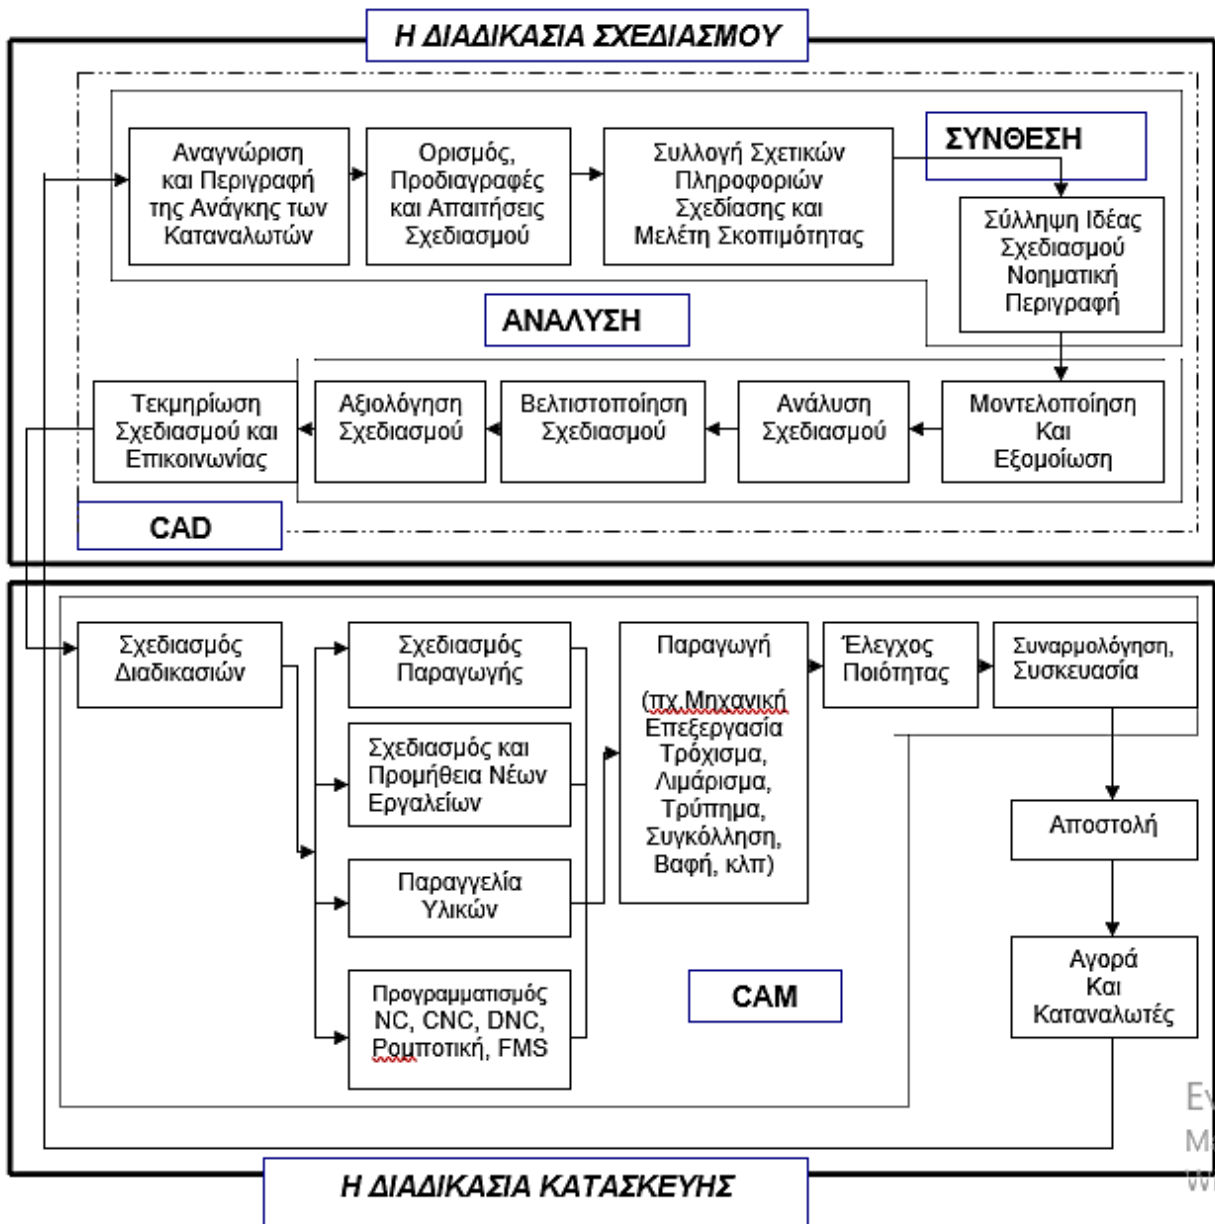 Η ΔΙΑΔΙΚΑΣΙΑ ΣΧΕΔΙΑΣΜΟΥ
ΣΥΝΘΕΣΗ
Αναγνώριση
και Περιγραφή
της Ανάγκης των
Καταναλωτών
Ορισμός,
Προδιαγραφές
και Απαιτήσεις
Σχεδιασμού
Συλλογή Σχετικών
Πληροφοριών
Σχεδίασης και
Μελέτη Σκοπιμότητας
Σύλληψη Ιδέας
Σχεδιασμού
Νοηματική
Περιγραφή
ΑΝΑΛΥΣΗ
Τεκμηρίωση
Σχεδιασμού και
Επικοινωνίας
Αξιολόγηση
Σχεδιασμού
Βελτιστοποίηση
Σχεδιασμού
Ανάλυση
Σχεδιασμού
Μοντελοποίηση
Και
Εξομοίωση
CAD
Σχεδιασμός
Διαδικασιών
Σχεδιασμός
Παραγωγής
Σχεδιασμός και
Προμήθεια Νέων
Εργαλείων
Παραγγελία
Υλικών
Προγραμματισμός
NC, CNC, DNC,
Ρομποτική, FMS
Παραγωγή
(πχ.Μηχανική
Επεξεργασία
Τρόχισμα,
Λιμάρισμα,
Τρύπημα,
Συγκόλληση,
Βαφή, κλπ)
Έλεγχος
Ποιότητας
Συναρμολόγηση,
Συσκευασία
Αποστολή
Αγορά
Και
Καταναλωτές
CAM
Η ΔΙΑΔΙΚΑΣΙΑ ΚΑΤΑΣΚΕΥΗΣ